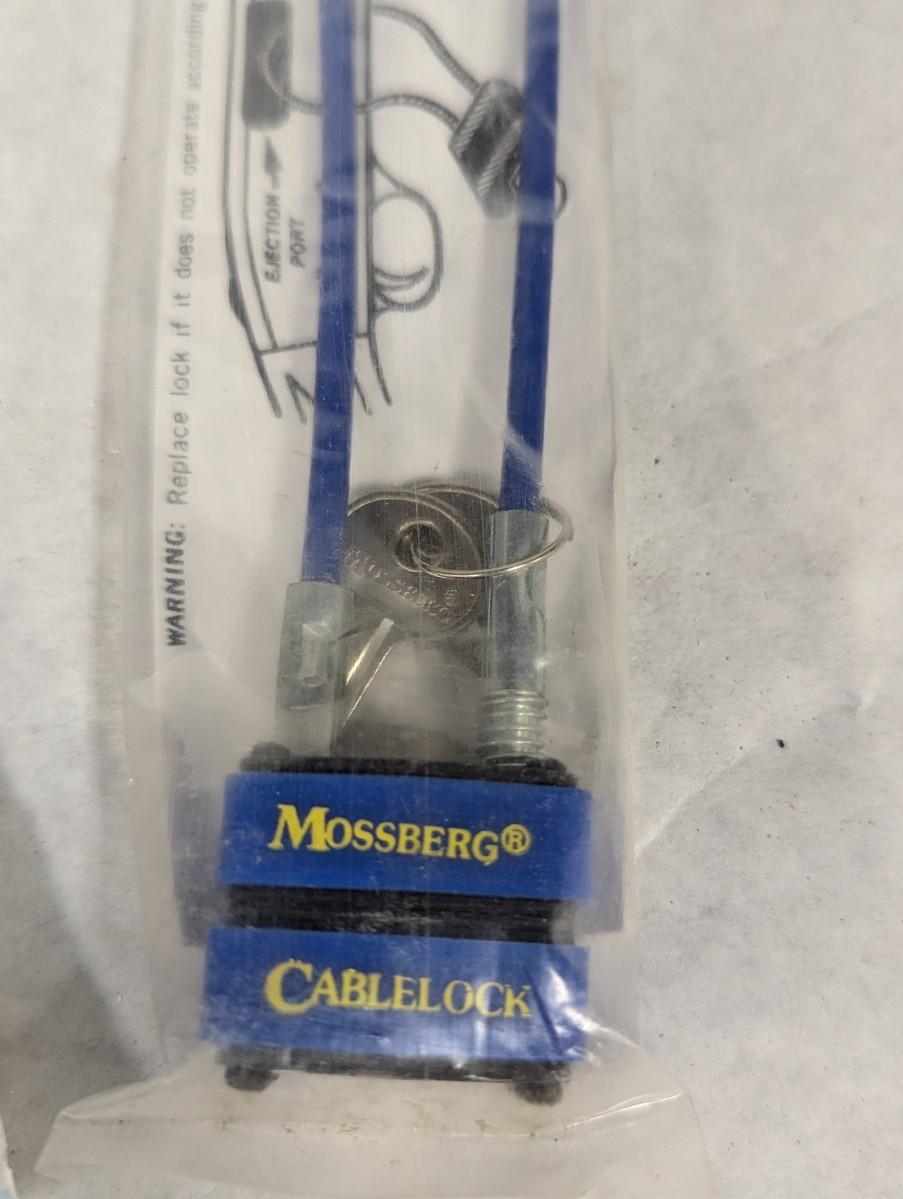 WARNING: Replace lock if it does not operate according
EJECTION
PORT
MOSSBERG®
MOSSBERG®
CABLELOCK